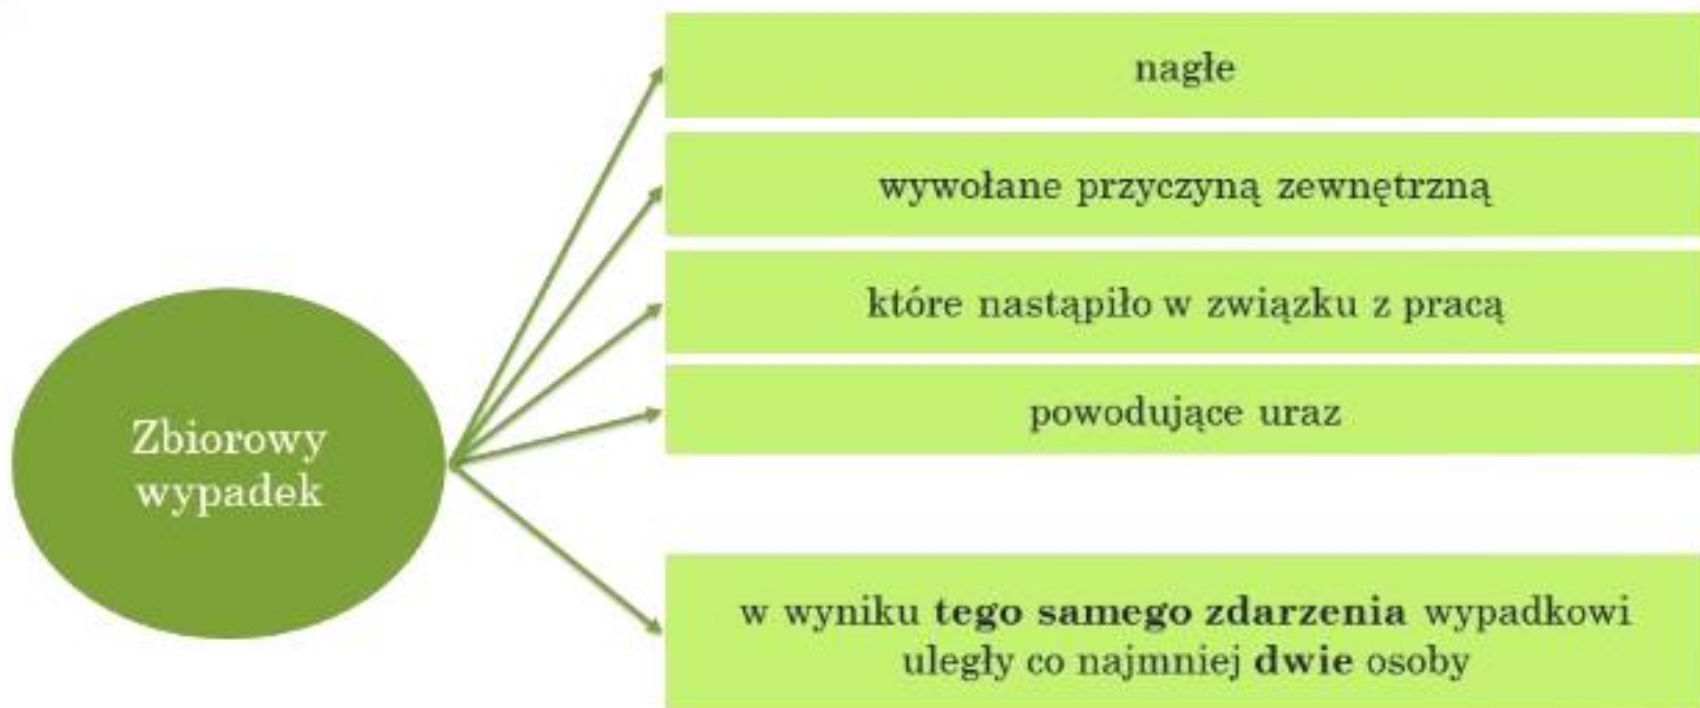 nagłe
wywołane przyczyną zewnętrzną
które nastąpiło w związku z pracą
powodujące uraz
Zbiorowy
wypadek
w wyniku tego samego zdarzenia wypadkowi
uległy co najmniej dwie osoby